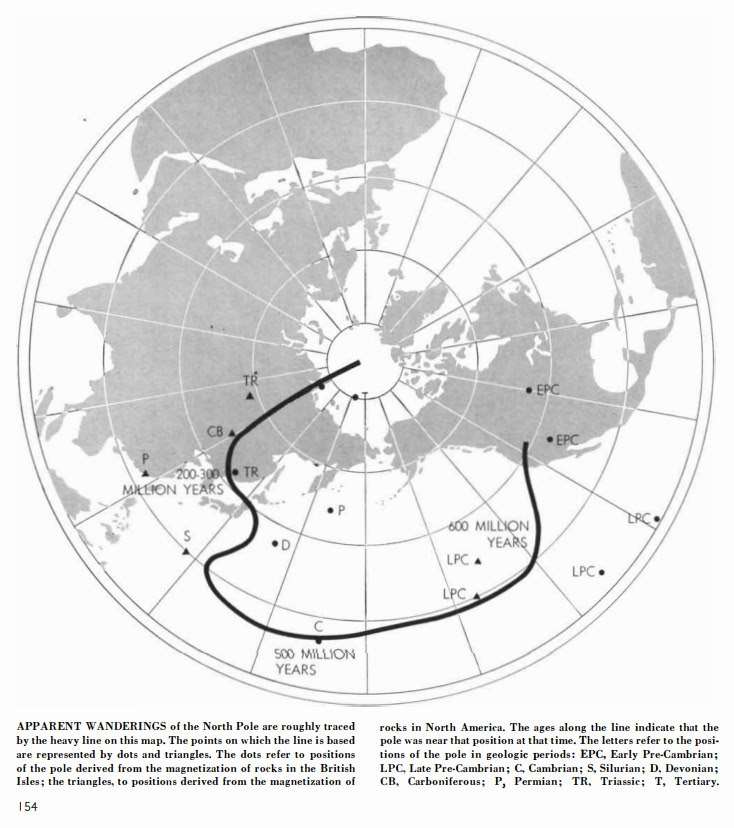 TR
T
EPC
CB
EPC
P
200-300
TR
MILLION YEARS
P
LPC
600 MILLION
YEARS
S
D
LPC
LPC
LPC
C
500 MILLION
YEARS
APPARENT WANDERINGS of the North Pole are roughly traced
by the heavy line on this map. The points on which the line is based
are represented by dots and triangles. The dots refer to positions
of the pole derived from the magnetization of rocks in the British
Isles; the triangles, to positions derived from the magnetization of
rocks in North America. The ages along the line indicate that the
pole was near that position at that time. The letters refer to the posi-
tions of the pole in geologic periods: EPC, Early Pre-Cambrian;
LPC, Late Pre-Cambrian; C, Cambrian; S, Silurian; D, Devonian;
CB, Carboniferous; P, Permian; TR, Triassic; T, Tertiary.
154